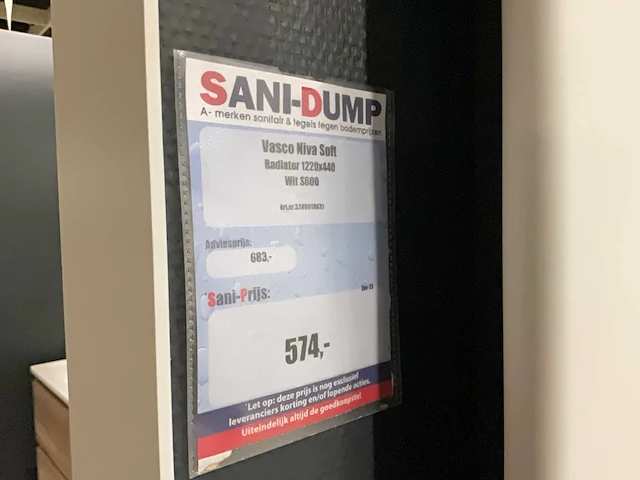 SANI-DUMP
A- merken sanitair & tegels tegen bodemprijzen
Vasco Niva Soft
Radiator 1220x440
Wit S600
Adviesprijs:
683,-
Sani-Prijs:
574,-
Let op: deze prijs is nog exclusief
leveranciers korting en/of lopende acties.
Uiteindelijk altijd de goedkoopste!